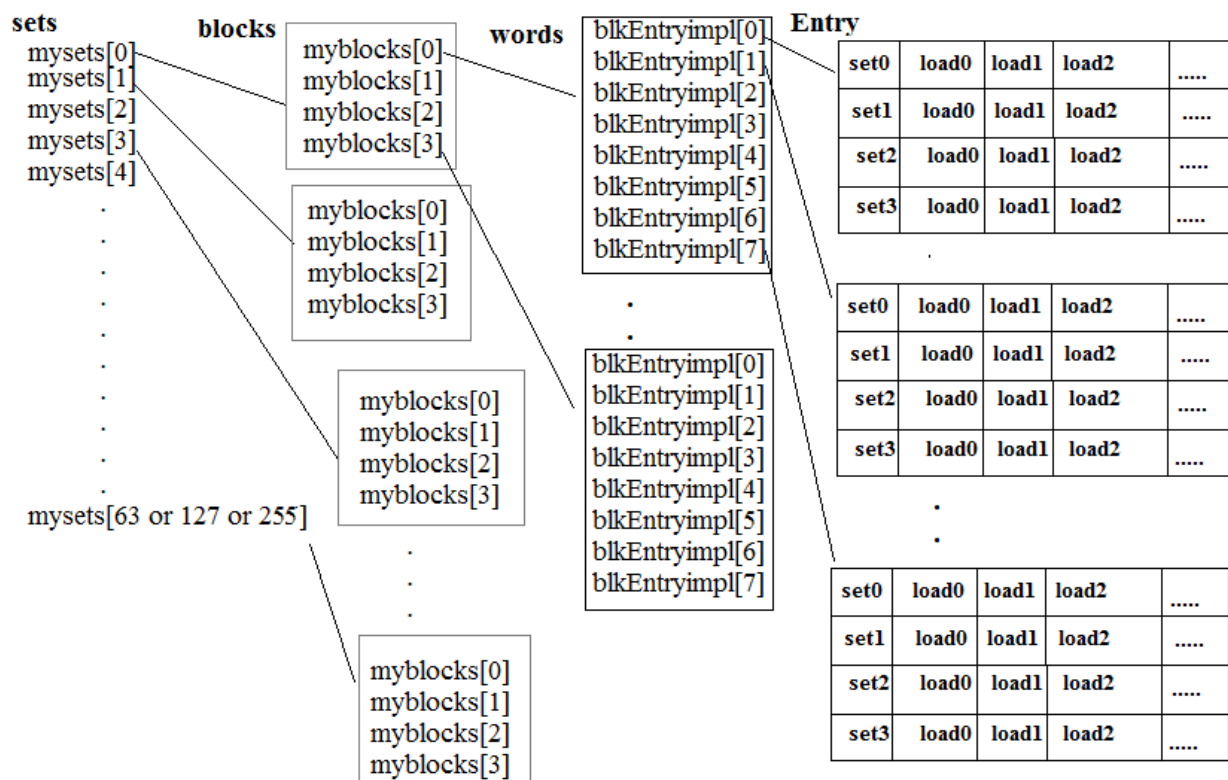 sets
mysets[0]
mysets[1]
mysets[2]
mysets[3]
mysets[4]
.
.
.
.
.
.
.
.
.
.
mysets[63 or 127 or 255]
blocks
myblocks[0]
myblocks[1]
myblocks[2]
myblocks[3]
myblocks[0]
myblocks[1]
myblocks[2]
myblocks[3]
myblocks[0]
myblocks[1]
myblocks[2]
myblocks[3]
.
.
.
myblocks[0]
myblocks[1]
myblocks[2]
myblocks[3]
words
blkEntryimpl[0]
blkEntryimpl[1]
blkEntryimpl[2]
blkEntryimpl[3]
blkEntryimpl[4]
blkEntryimpl[5]
blkEntryimpl[6]
blkEntryimpl[7]
.
.
blkEntryimpl[0]
blkEntryimpl[1]
blkEntryimpl[2]
blkEntryimpl[3]
blkEntryimpl[4]
blkEntryimpl[5]
blkEntryimpl[6]
blkEntryimpl[7]
Entry
set0 load0 load1 load2 .....
set1 load0 load1 load2 .....
set2 load0 load1 load2 .....
set3 load0 load1 load2 .....
.
set0 load0 load1 load2 .....
set1 load0 load1 load2 .....
set2 load0 load1 load2 .....
set3 load0 load1 load2 .....
.
.
set0 load0 load1 load2 .....
set1 load0 load1 load2 .....
set2 load0 load1 load2 .....
set3 load0 load1 load2 .....